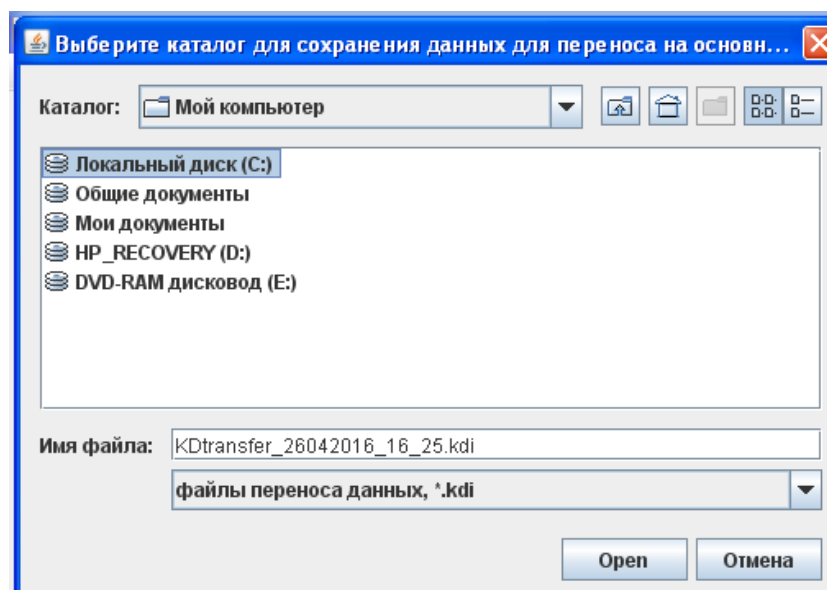 Выберите каталог для сохранения данных для переноса на основн...
Каталог: Мой компьютер
Локальный диск (C:)
Общие документы
Мои документы
HP_RECOVERY (D:)
DVD-RAM дисковод (E:)
Имя файла: KDtransfer_26042016_16_25.kdi
файлы переноса данных, *.kdi
Open Отмена